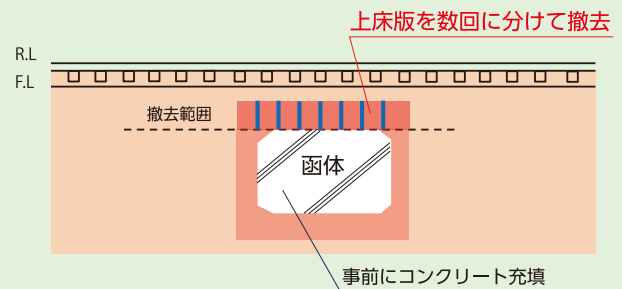 上床版を数回に分けて撤去
R.L
F.L
撤去範囲
函体
事前にコンクリート充填